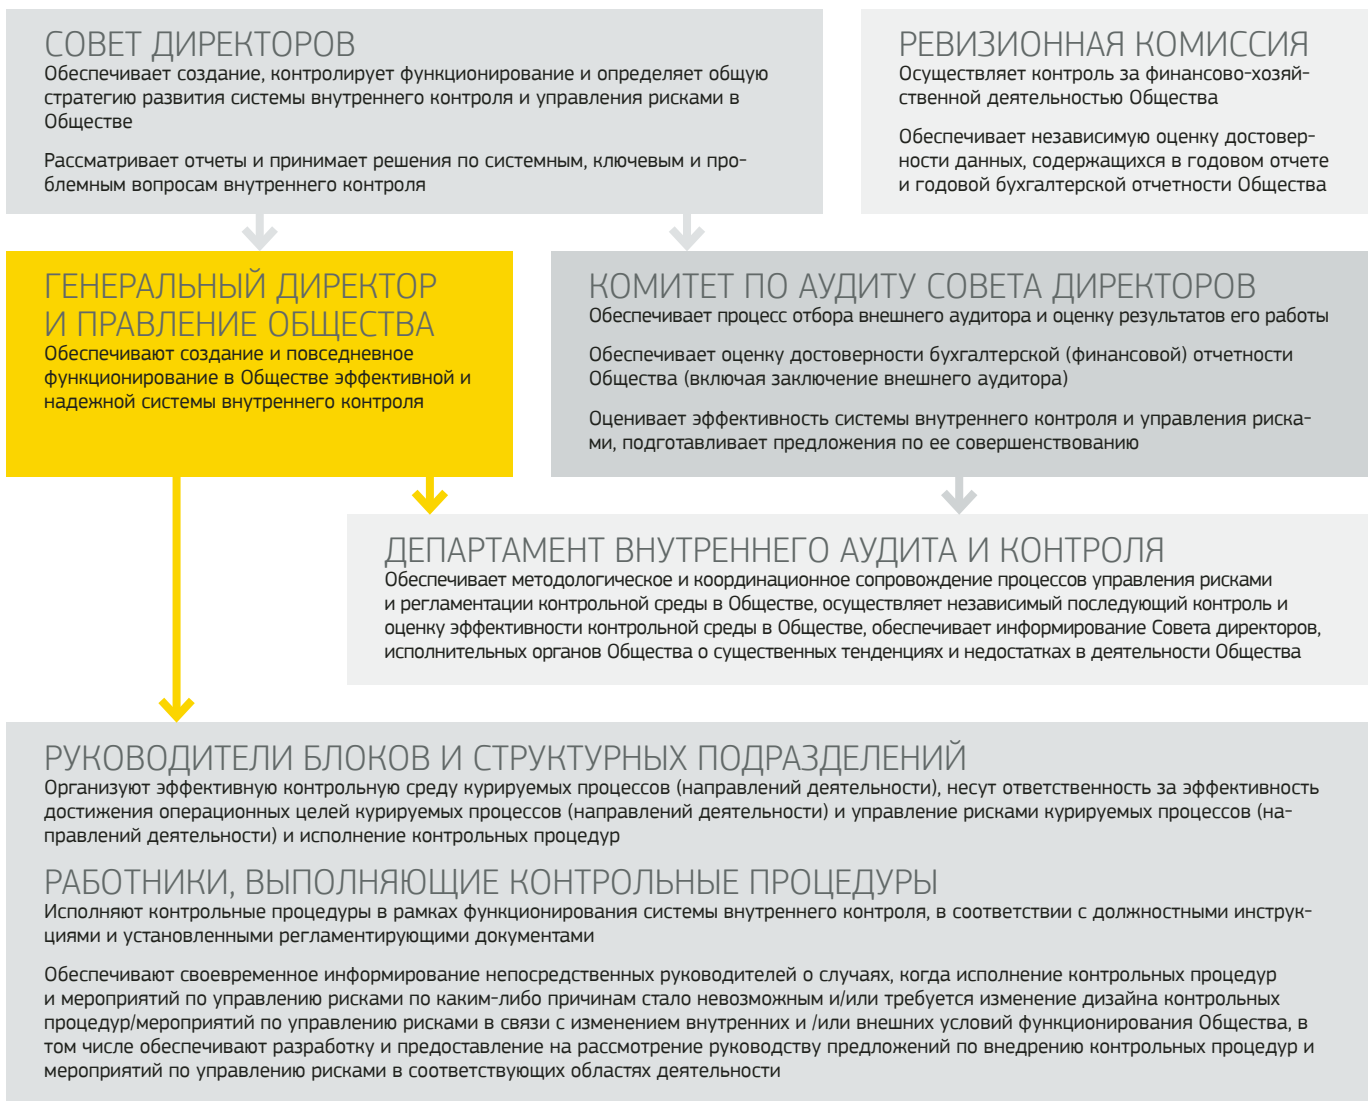 СОВЕТ ДИРЕКТОРОВ
Обеспечивает создание, контролирует функционирование и определяет общую
стратегию развития системы внутреннего контроля и управления рисками в
Обществе
Рассматривает отчеты и принимает решения по системным, ключевым и про-
блемным вопросам внутреннего контроля
РЕВИЗИОННАЯ КОМИССИЯ
Осуществляет контроль за финансово-хозяй-
ственной деятельностью Общества
Обеспечивает независимую оценку достовер-
ности данных, содержащихся в годовом отчете
и годовой бухгалтерской отчетности Общества
ГЕНЕРАЛЬНЫЙ ДИРЕКТОР
И ПРАВЛЕНИЕ ОБЩЕСТВА
Обеспечивают создание и повседневное
функционирование в Обществе эффективной и
надежной системы внутреннего контроля
КОМИТЕТ ПО АУДИТУ СОВЕТА ДИРЕКТОРОВ
Обеспечивает процесс отбора внешнего аудитора и оценку результатов его работы
Обеспечивает оценку достоверности бухгалтерской (финансовой) отчетности
Общества (включая заключение внешнего аудитора)
Оценивает эффективность системы внутреннего контроля и управления риска-
ми, подготавливает предложения по ее совершенствованию
ДЕПАРТАМЕНТ ВНУТРЕННЕГО АУДИТА И КОНТРОЛЯ
Обеспечивает методологическое и координационное сопровождение процессов управления рисками
и регламентации контрольной среды в Обществе, осуществляет независимый последующий контроль и
оценку эффективности контрольной среды в Обществе, обеспечивает информирование Совета директоров,
исполнительных органов Общества о существенных тенденциях и недостатках в деятельности Общества
РУКОВОДИТЕЛИ БЛОКОВ И СТРУКТУРНЫХ ПОДРАЗДЕЛЕНИЙ
Организуют эффективную контрольную среду курируемых процессов (направлений деятельности), несут ответственность за эффективность
достижения операционных целей курируемых процессов (направлений деятельности) и управление рисками курируемых процессов (на-
правлений деятельности) и исполнение контрольных процедур
РАБОТНИКИ, ВЫПОЛНЯЮЩИЕ КОНТРОЛЬНЫЕ ПРОЦЕДУРЫ
Исполняют контрольные процедуры в рамках функционирования системы внутреннего контроля, в соответствии с должностными инструк-
циями и установленными регламентирующими документами
Обеспечивают своевременное информирование непосредственных руководителей о случаях, когда исполнение контрольных процедур
и мероприятий по управлению рисками по каким-либо причинам стало невозможным и/или требуется изменение дизайна контрольных
процедур/мероприятий по управлению рисками в связи с изменением внутренних и /или внешних условий функционирования Общества, в
том числе обеспечивают разработку и предоставление на рассмотрение руководству предложений по внедрению контрольных процедур и
мероприятий по управлению рисками в соответствующих областях деятельности